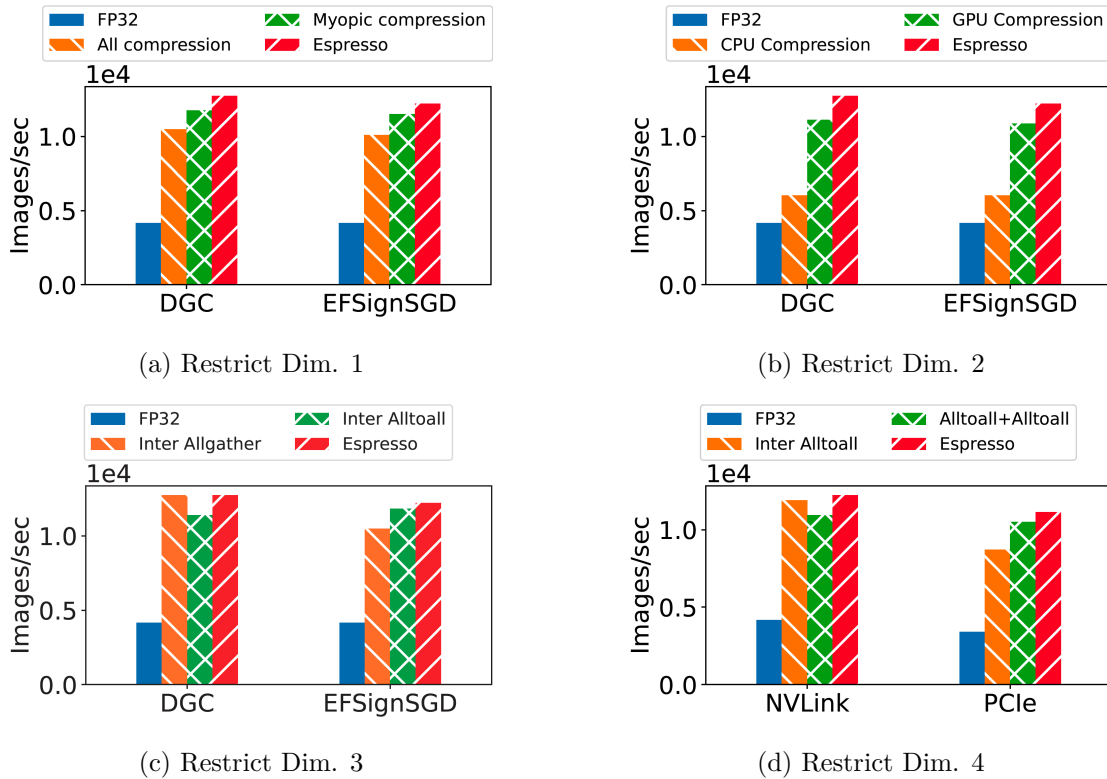 FP32
Myopic compression
All compression
Espresso
1e4
Images/sec
1.0
0.5
0.0
DGC
EFSignSGD
(a) Restrict Dim. 1
FP32
GPU Compression
CPU Compression
Espresso
1e4
Images/sec
1.0
0.5
0.0
DGC
EFSignSGD
(b) Restrict Dim. 2
FP32
Inter Alltoall
Inter Allgather
Espresso
1e4
Images/sec
1.0
0.5
0.0
DGC
EFSignSGD
(c) Restrict Dim. 3
FP32
Alltoall+Alltoall
Inter Alltoall
Espresso
1e4
Images/sec
1.0
0.5
0.0
NVLink
PCIe
(d) Restrict Dim. 4